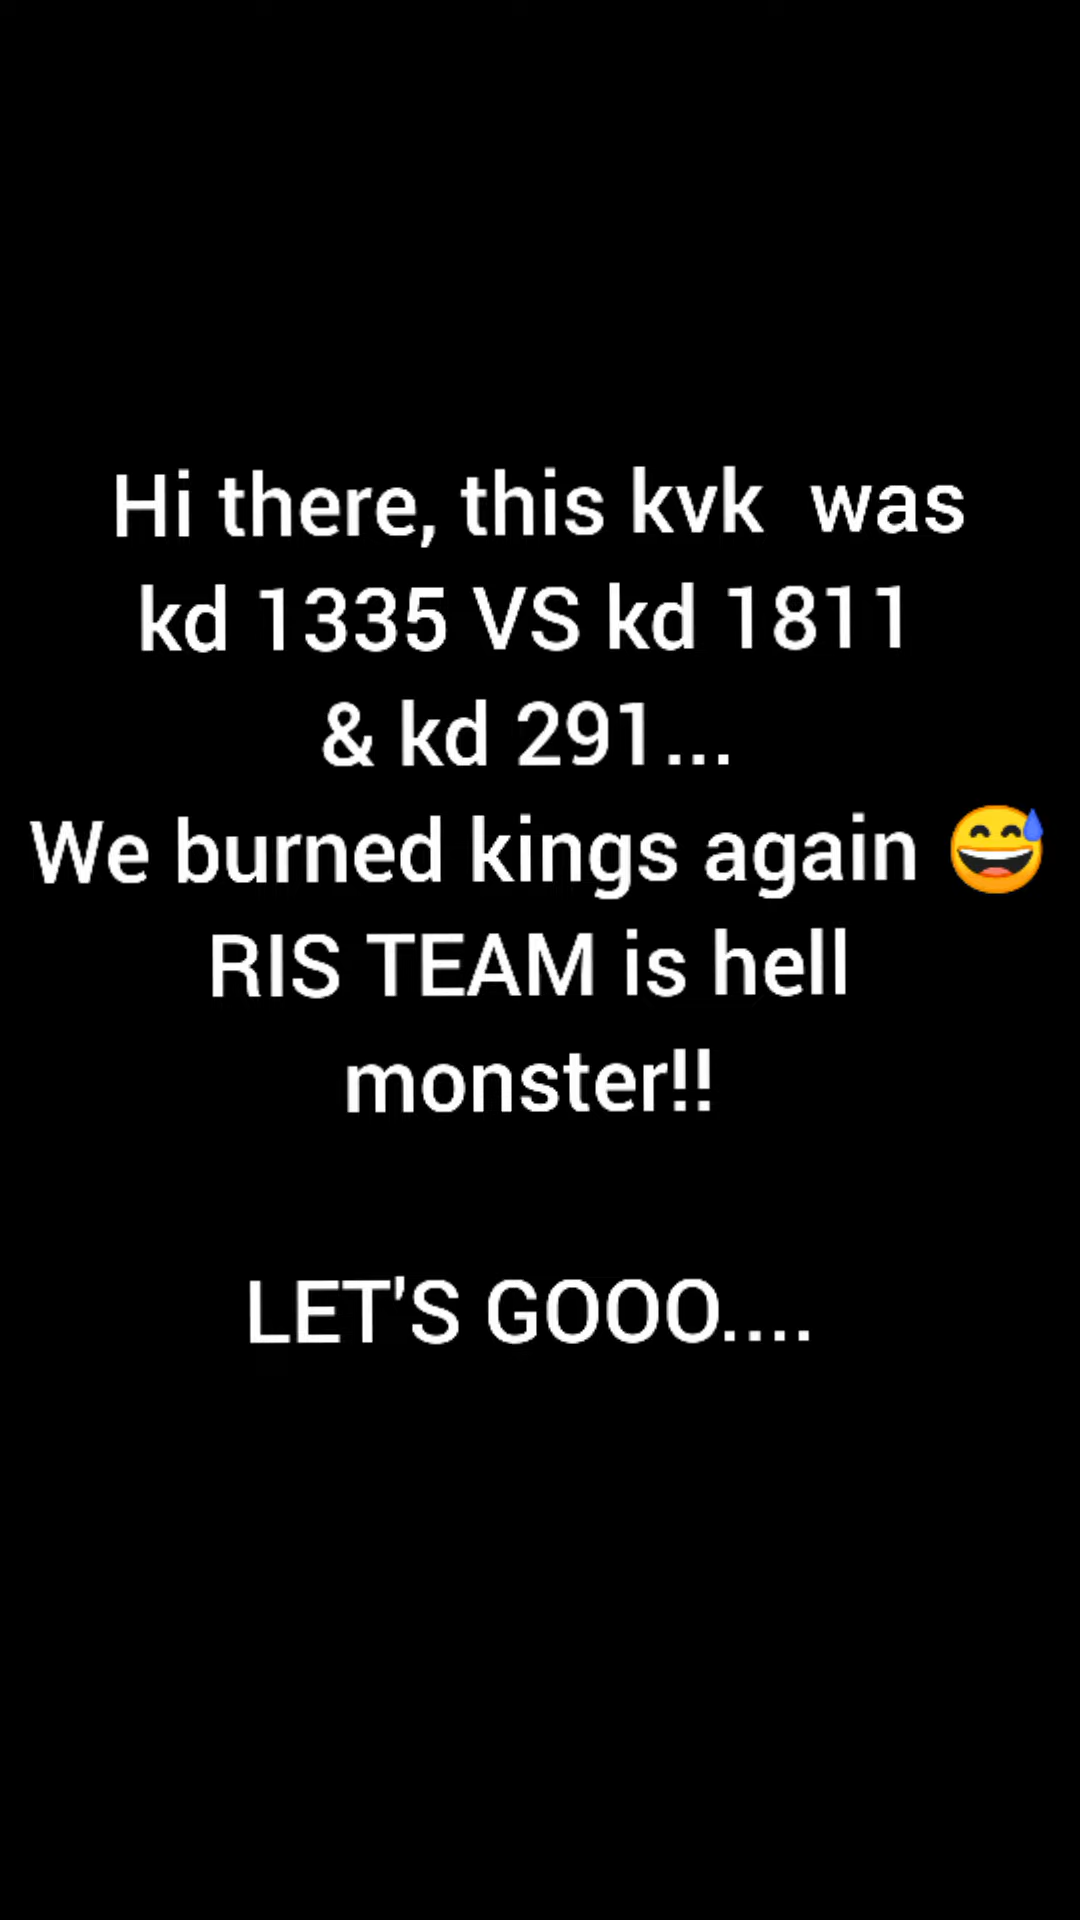 Hi there, this kvk  was
kd 1335 VS kd 1811
& kd 291...
We burned kings again 😅
RIS TEAM is hell
monster!!
LET'S GOOO....